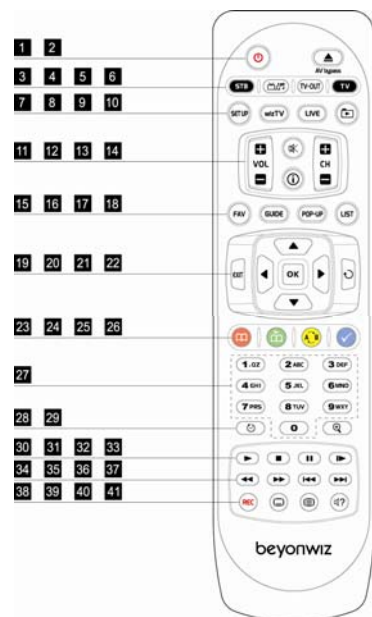 1 2
AV bypass
3 4 5 6
STB TV-OUT TV
7 8 9 10
SETUP wizTV LIVE
11 12 13 14
VOL CH
15 16 17 18
FAV GUIDE POP-UP LIST
19 20 21 22
EXIT OK
23 24 25 26
A B
27
1.QZ 2ABC 3DEF
4GHI 5JKL 6MNO
7PRS 8TUV 9WXY
28 29
0
30 31 32 33
34 35 36 37
38 39 40 41
REC ?
beyonwiz